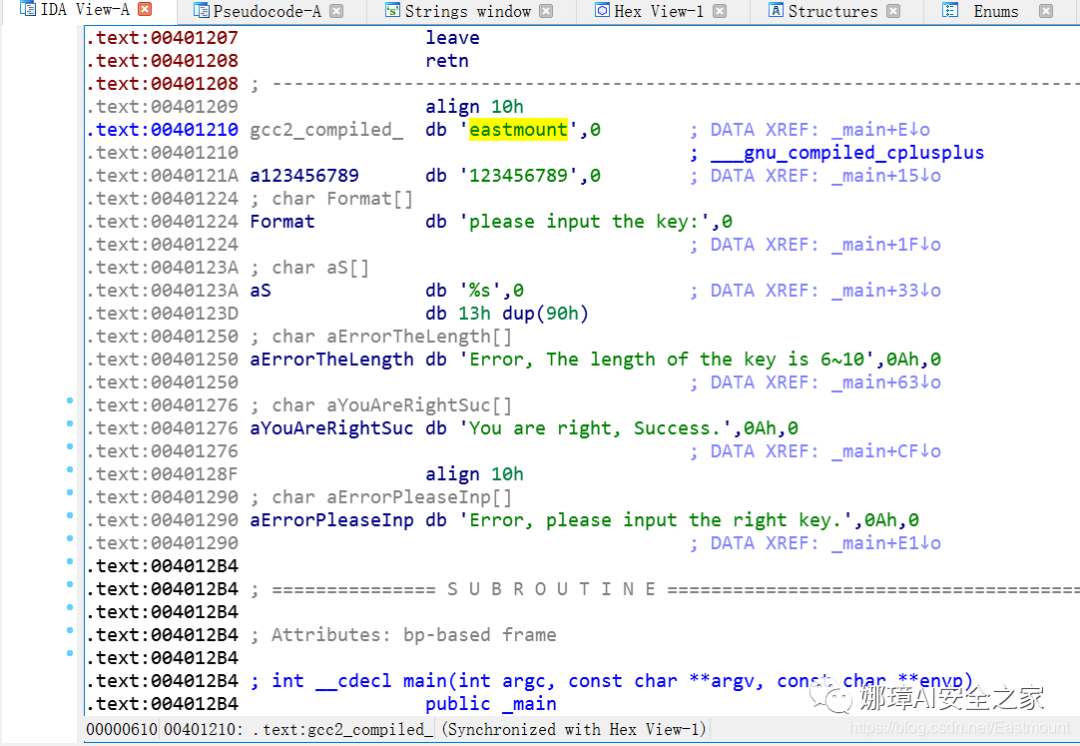 IDA View-A Pseudocode-A Strings window Hex View-1 Structures Enums
.text:00401207 leave
.text:00401208 retn
.text:00401208 ; ---------------------------------------------------------------------------
.text:00401209 align 10h
.text:00401210 gcc2_compiled_ db 'eastmount',0 ; DATA XREF: _main+E↓o
.text:00401210 ; ___gnu_compiled_cplusplus
.text:0040121A a123456789 db '123456789',0 ; DATA XREF: _main+15↓o
.text:00401224 ; char Format[]
.text:00401224 Format db 'please input the key:',0
.text:00401224 ; DATA XREF: _main+1F↓o
.text:0040123A ; char aS[]
.text:0040123A aS db '%s',0 ; DATA XREF: _main+33↓o
.text:0040123D db 13h dup(90h)
.text:00401250 ; char aErrorTheLength[]
.text:00401250 aErrorTheLength db 'Error, The length of the key is 6~10',0Ah,0
.text:00401250 ; DATA XREF: _main+63↓o
.text:00401276 ; char aYouAreRightSuc[]
.text:00401276 aYouAreRightSuc db 'You are right, Success.',0Ah,0
.text:00401276 ; DATA XREF: _main+CF↓o
.text:0040128F align 10h
.text:00401290 ; char aErrorPleaseInp[]
.text:00401290 aErrorPleaseInp db 'Error, please input the right key.',0Ah,0
.text:00401290 ; DATA XREF: _main+E1↓o
.text:004012B4
.text:004012B4 ; =============== S U B R O U T I N E =======================================
.text:004012B4
.text:004012B4 ; Attributes: bp-based frame
.text:004012B4
.text:004012B4 ; int __cdecl main(int argc, const char **argv, const char **envp)
.text:004012B4 public _main
娜璋AI安全之家
00000610 00401210: .text:gcc2_compiled_ (Synchronized with Hex View-1)
https://blog.csdn.net/Eastmount